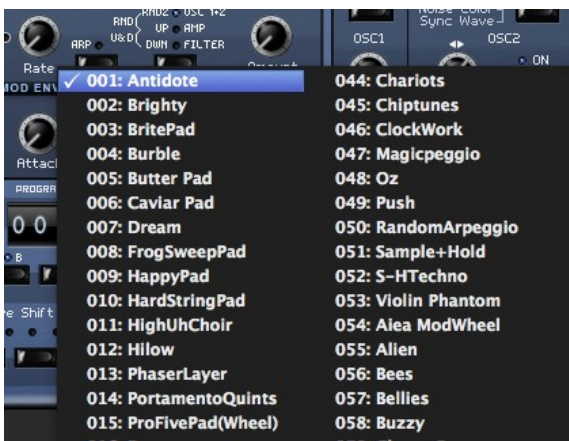 RND2 OSC 1+2
RND
UP AMP
ARP U&D DWN FILTER
Rate
MOD ENV
Attac
PROGRA
0 0
B
e Shift
Noise Color
Sync Wave
OSC1 OSC2
ON
✓ 001: Antidote
002: Brighty
003: BritePad
004: Burble
005: Butter Pad
006: Caviar Pad
007: Dream
008: FrogSweepPad
009: HappyPad
010: HardStringPad
011: HighUhChoir
012: Hilow
013: PhaserLayer
014: PortamentoQuints
015: ProFivePad(Wheel)
044: Chariots
045: Chiptunes
046: ClockWork
047: Magicpeggio
048: Oz
049: Push
050: RandomArpeggio
051: Sample+Hold
052: S-HTechno
053: Violin Phantom
054: Aiea ModWheel
055: Alien
056: Bees
057: Bellies
058: Buzzy